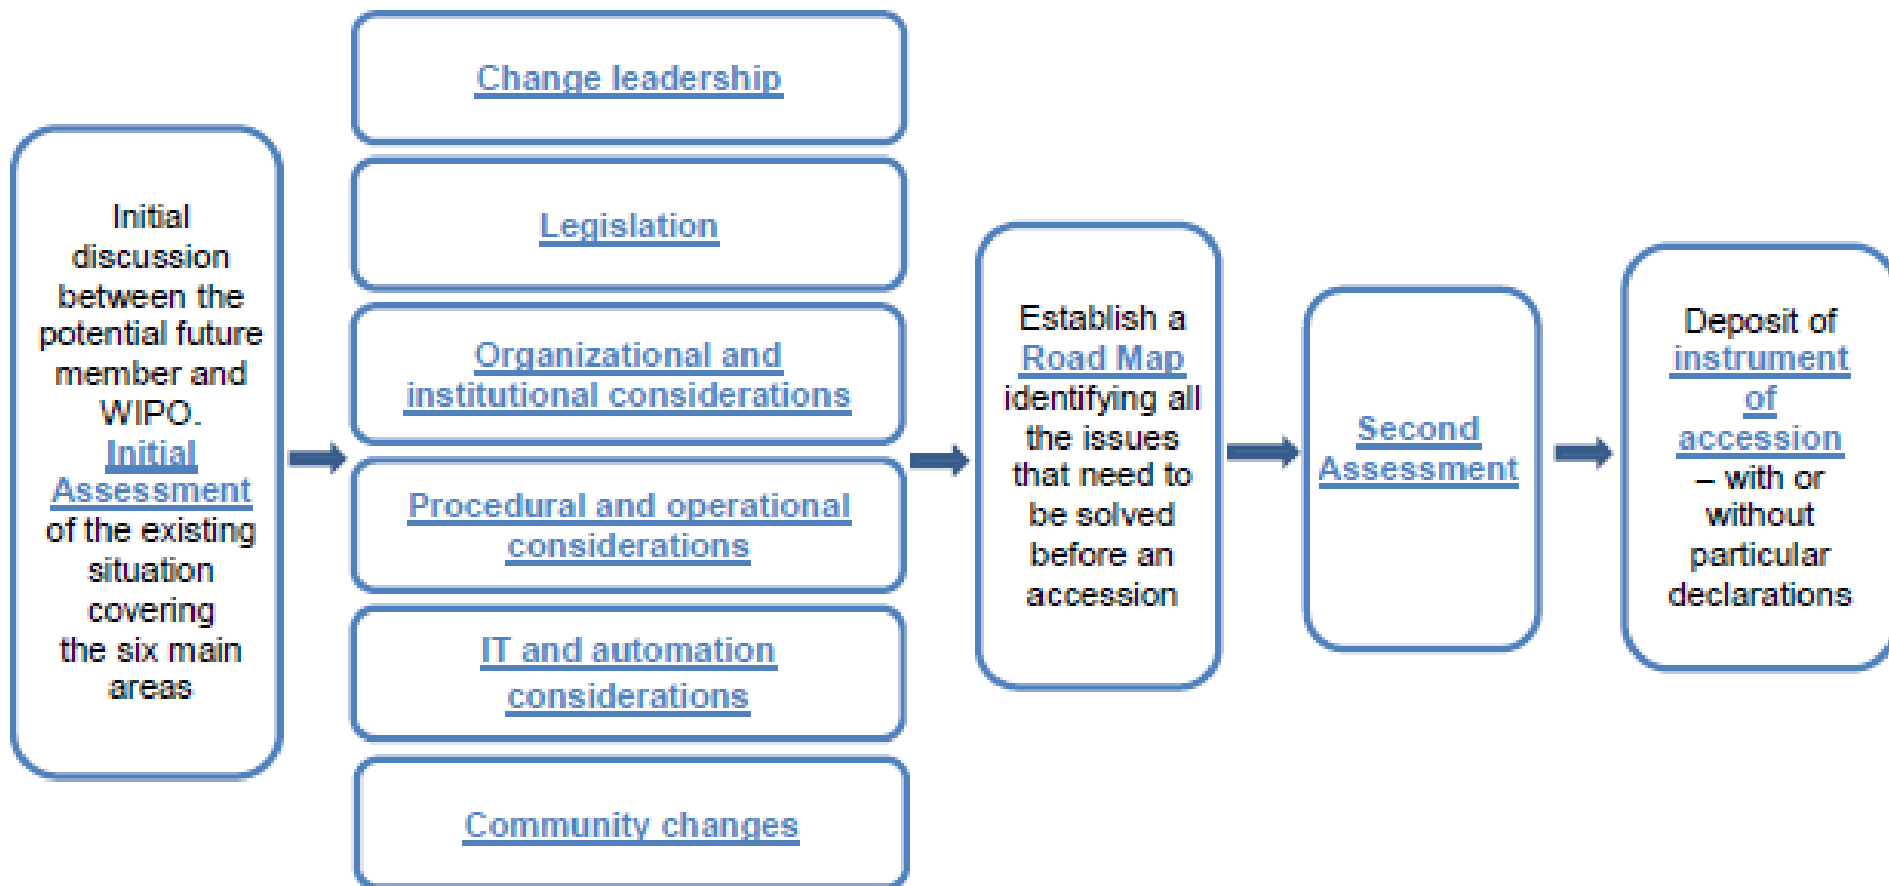 Initial
discussion
between the
potential future
member and
WIPO.
Initial
Assessment
of the existing
situation
covering
the six main
areas
Change leadership
Legislation
Organizational and
institutional considerations
Procedural and operational
considerations
IT and automation
considerations
Community changes
Establish a
Road Map
identifying all
the issues
that need to
be solved
before an
accession
Second
Assessment
Deposit of
instrument
of
accession
– with or
without
particular
declarations